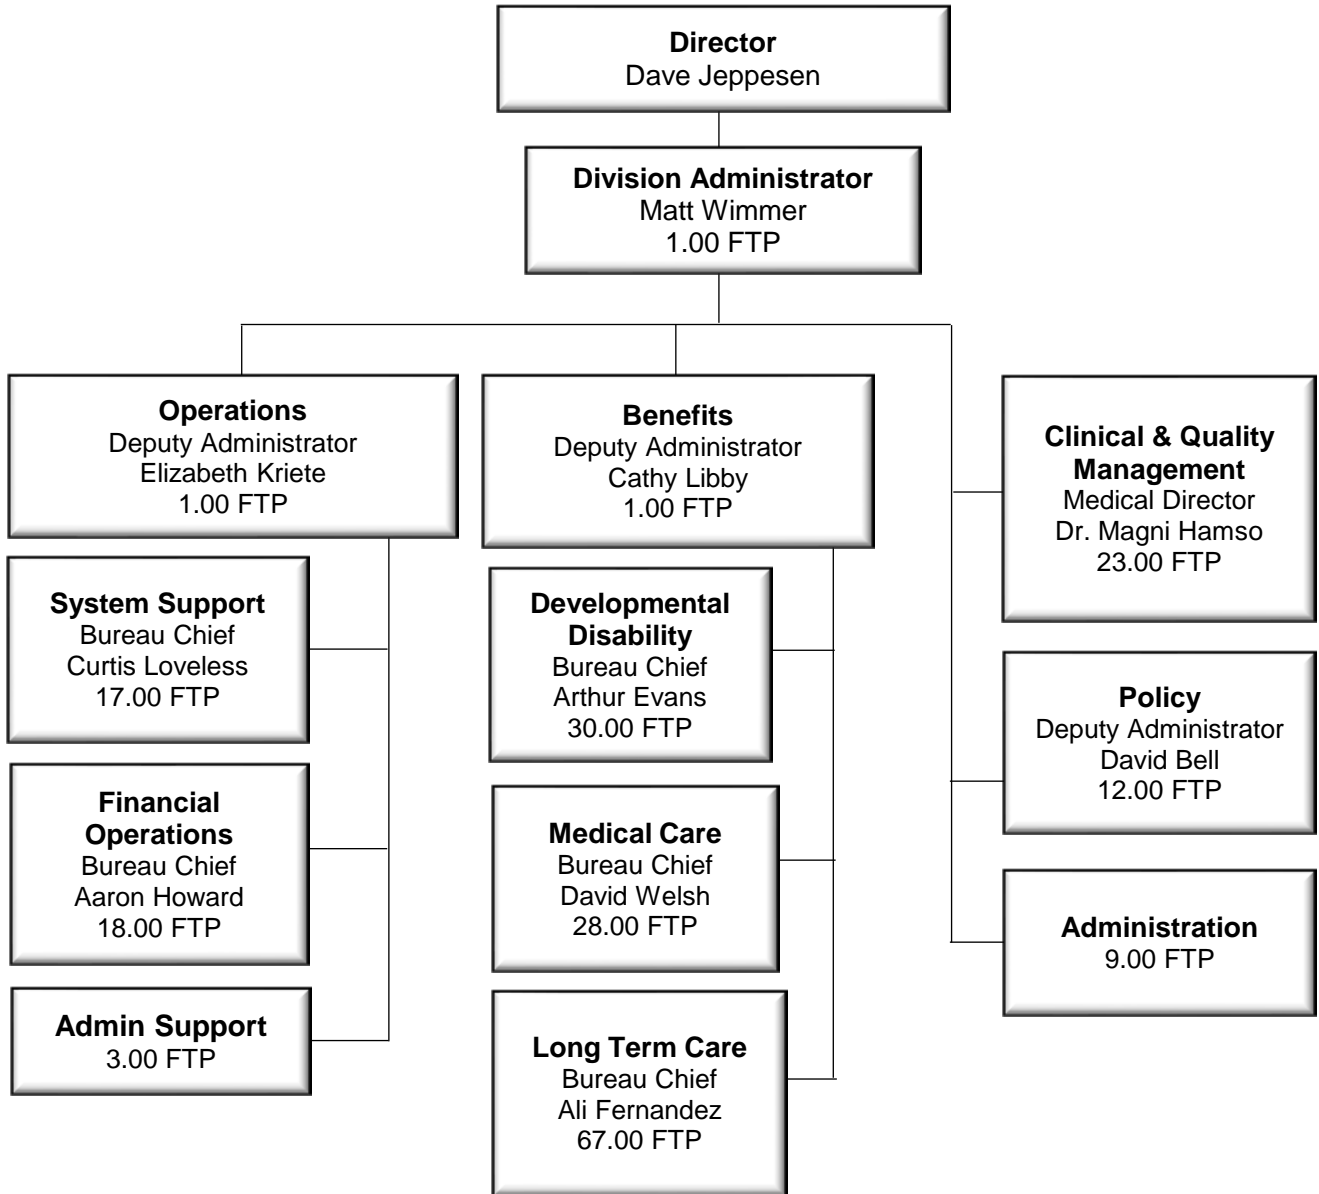 Director
Dave Jeppesen
Division Administrator
Matt Wimmer
1.00 FTP
Operations
Deputy Administrator
Elizabeth Kriete
1.00 FTP
System Support
Bureau Chief
Curtis Loveless
17.00 FTP
Financial
Operations
Bureau Chief
Aaron Howard
18.00 FTP
Admin Support
3.00 FTP
Benefits
Deputy Administrator
Cathy Libby
1.00 FTP
Developmental
Disability
Bureau Chief
Arthur Evans
30.00 FTP
Medical Care
Bureau Chief
David Welsh
28.00 FTP
Long Term Care
Bureau Chief
Ali Fernandez
67.00 FTP
Clinical & Quality
Management
Medical Director
Dr. Magni Hamso
23.00 FTP
Policy
Deputy Administrator
David Bell
12.00 FTP
Administration
9.00 FTP